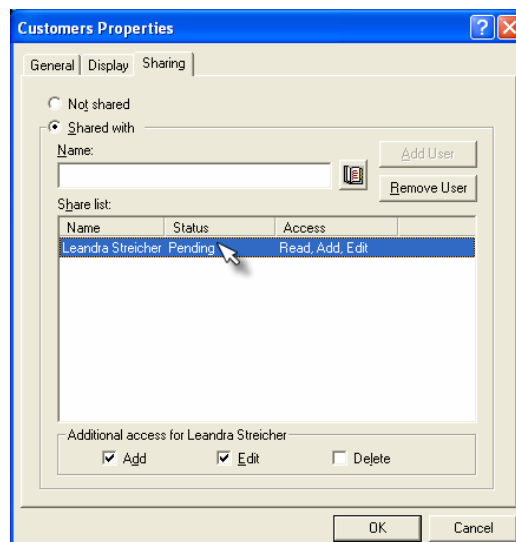 Customers Properties
General Display Sharing
Not shared
Shared with
Name:
Add User
Remove User
Share list:
Name Status Access
Leandra Streicher Pending Read, Add, Edit
Additional access for Leandra Streicher
Add Edit Delete
OK Cancel